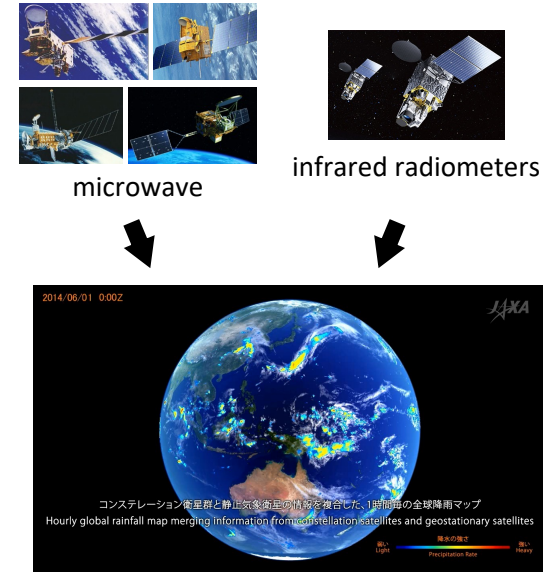 microwave
infrared radiometers
2014/06/01 0:00Z
JAXA
コンステレーション衛星群と静止気象衛星の情報を複合した、1時間毎の全球降雨マップ
Hourly global rainfall map merging information from constellation satellites and geostationary satellites
降水の強さ
弱い
Light
強い
Heavy
Precipitation Rate